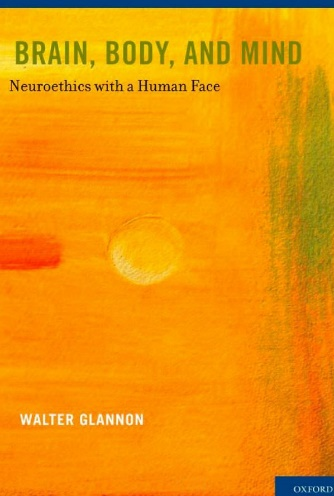 BRAIN, BODY, AND MIND
Neuroethics with a Human Face
WALTER GLANNON
OXFORD